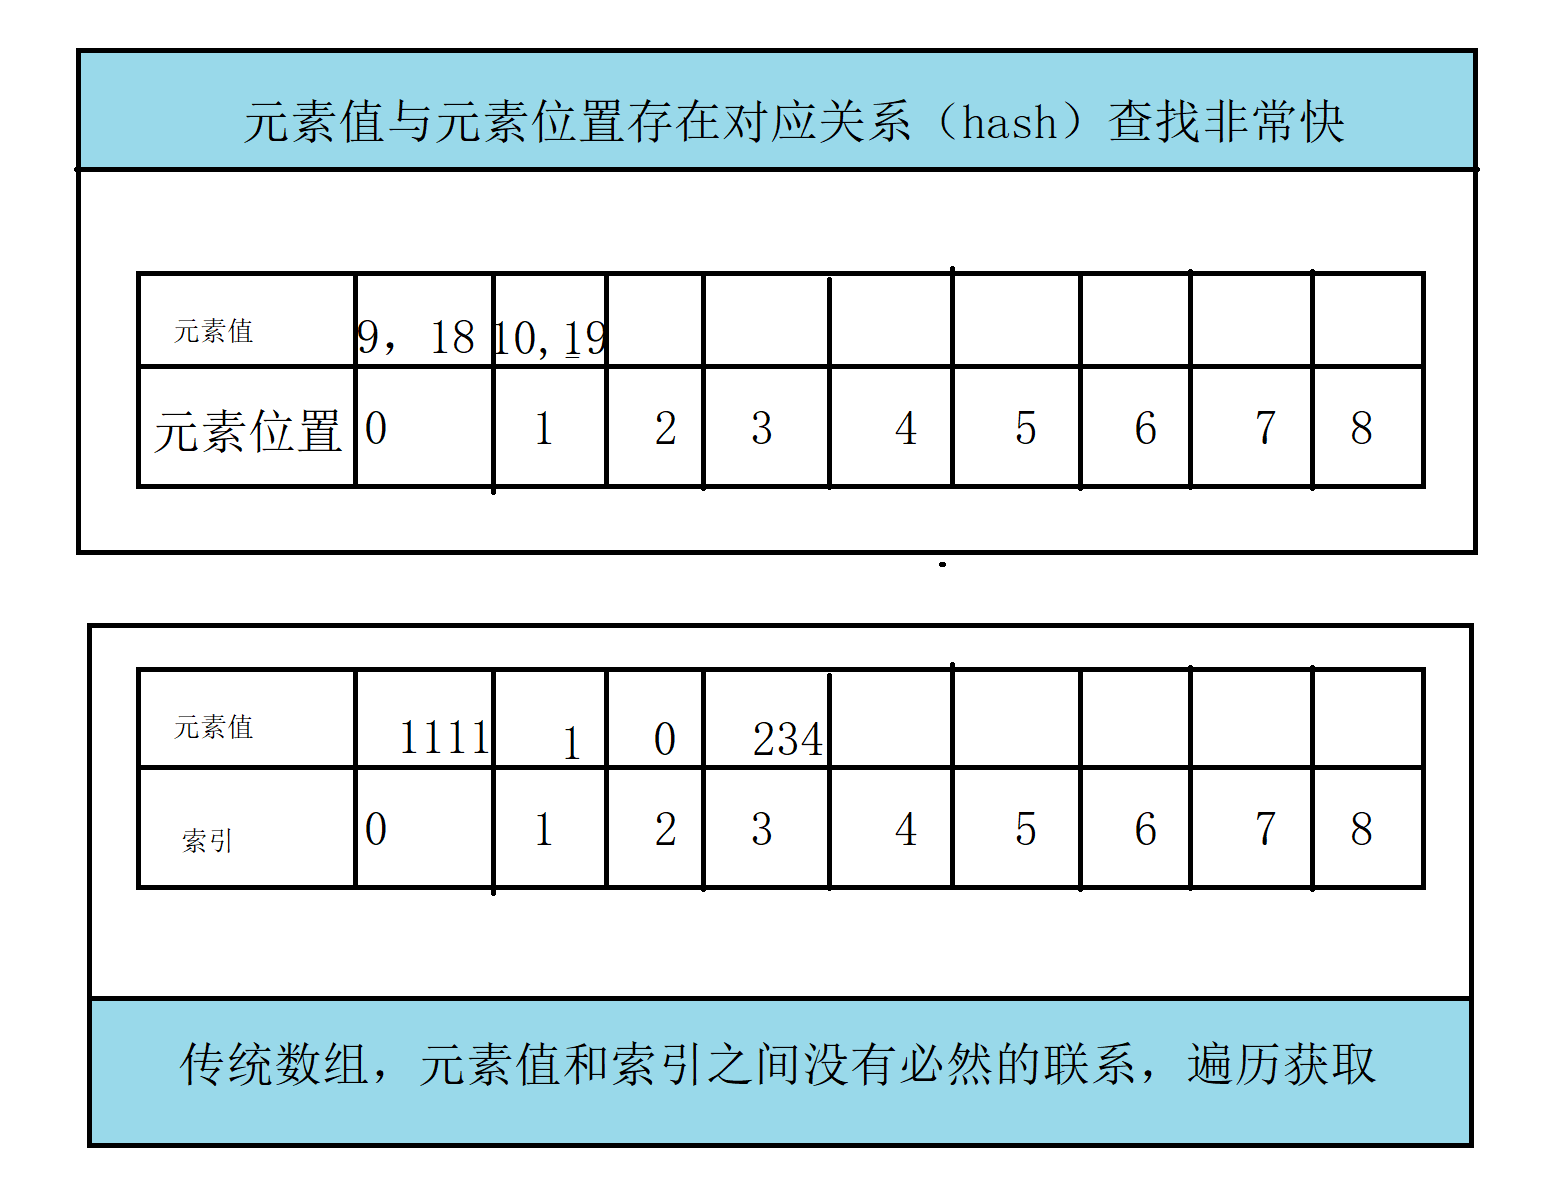 元素值与元素位置存在对应关系（hash）查找非常快
元素值 9，18 10,19
元素位置 0 1 2 3 4 5 6 7 8
元素值 1111 1 0 234
索引 0 1 2 3 4 5 6 7 8
传统数组，元素值和索引之间没有必然的联系，遍历获取